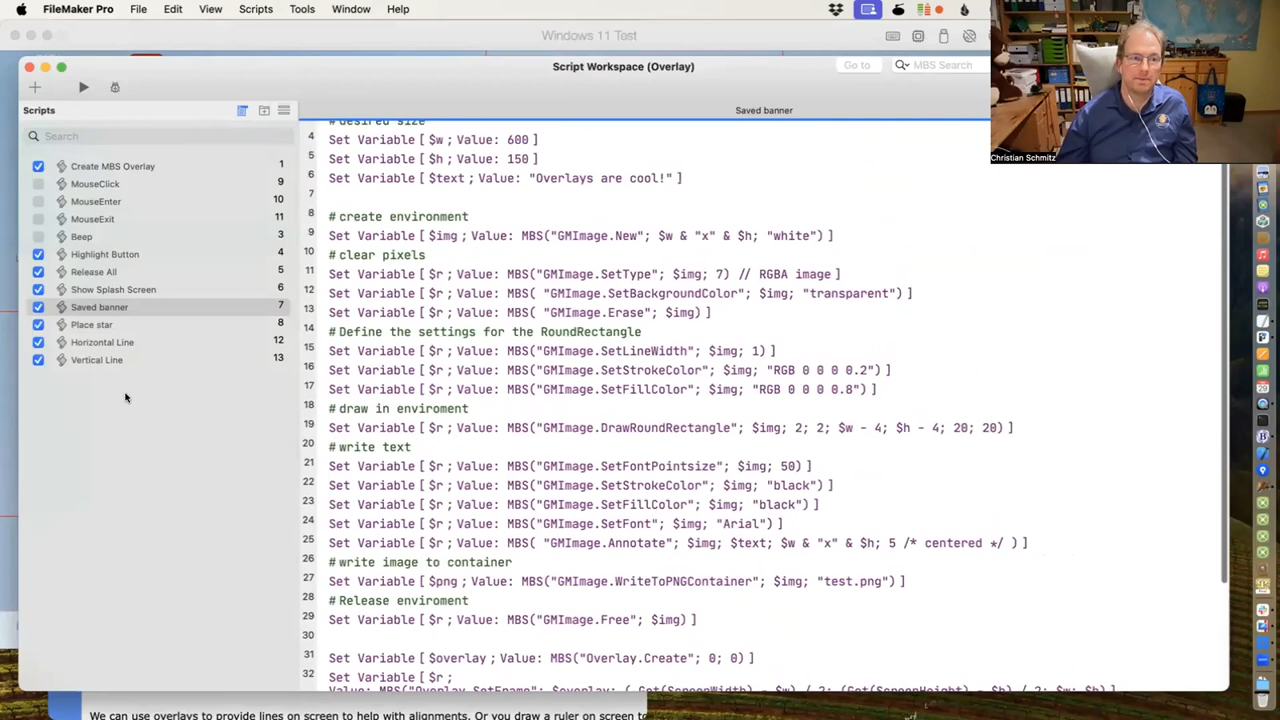 FileMaker Pro File Edit View Scripts Tools Window Help
Windows 11 Test
Script Workspace (Overlay)
Go to
MBS Search
Scripts
Saved banner
Search
Create MBS Overlay 1
MouseClick 9
MouseEnter 10
MouseExit 11
Beep 3
Highlight Button 4
Release All 5
Show Splash Screen 6
Saved banner 7
Place star 8
Horizontal Line 12
Vertical Line 13
# desired size
4 Set Variable [ $w ; Value: 600 ]
5 Set Variable [ $h ; Value: 150 ]
6 Set Variable [ $text ; Value: "Overlays are cool!" ]
7
8 # create environment
9 Set Variable [ $img ; Value: MBS("GMImage.New"; $w & "x" & $h; "white") ]
10 # clear pixels
11 Set Variable [ $r ; Value: MBS("GMImage.SetType"; $img; 7) // RGBA image ]
12 Set Variable [ $r ; Value: MBS( "GMImage.SetBackgroundColor"; $img; "transparent") ]
13 Set Variable [ $r ; Value: MBS( "GMImage.Erase"; $img) ]
14 # Define the settings for the RoundRectangle
15 Set Variable [ $r ; Value: MBS("GMImage.SetLineWidth"; $img; 1) ]
16 Set Variable [ $r ; Value: MBS("GMImage.SetStrokeColor"; $img; "RGB 0 0 0 0.2") ]
17 Set Variable [ $r ; Value: MBS("GMImage.SetFillColor"; $img; "RGB 0 0 0 0.8") ]
18 # draw in enviroment
19 Set Variable [ $r ; Value: MBS("GMImage.DrawRoundRectangle"; $img; 2; 2; $w - 4; $h - 4; 20; 20) ]
20 # write text
21 Set Variable [ $r ; Value: MBS("GMImage.SetFontPointsize"; $img; 50) ]
22 Set Variable [ $r ; Value: MBS("GMImage.SetStrokeColor"; $img; "black") ]
23 Set Variable [ $r ; Value: MBS("GMImage.SetFillColor"; $img; "black") ]
24 Set Variable [ $r ; Value: MBS("GMImage.SetFont"; $img; "Arial") ]
25 Set Variable [ $r ; Value: MBS( "GMImage.Annotate"; $img; $text; $w & "x" & $h; 5 /* centered */ ) ]
26 # write image to container
27 Set Variable [ $png ; Value: MBS("GMImage.WriteToPNGContainer"; $img; "test.png") ]
28 # Release enviroment
29 Set Variable [ $r ; Value: MBS("GMImage.Free"; $img) ]
30
31 Set Variable [ $overlay ; Value: MBS("Overlay.Create"; 0; 0) ]
32 Set Variable [ $r ;
Value: MBS("Overlay.SetFrame"; $overlay; ( Get(ScreenWidth) - $w) / 2; (Get(ScreenHeight) - $h) / 2; $w; $h) ]
We can use overlays to provide lines on screen to help with alignments. Or you draw a ruler on screen to
Christian Schmitz